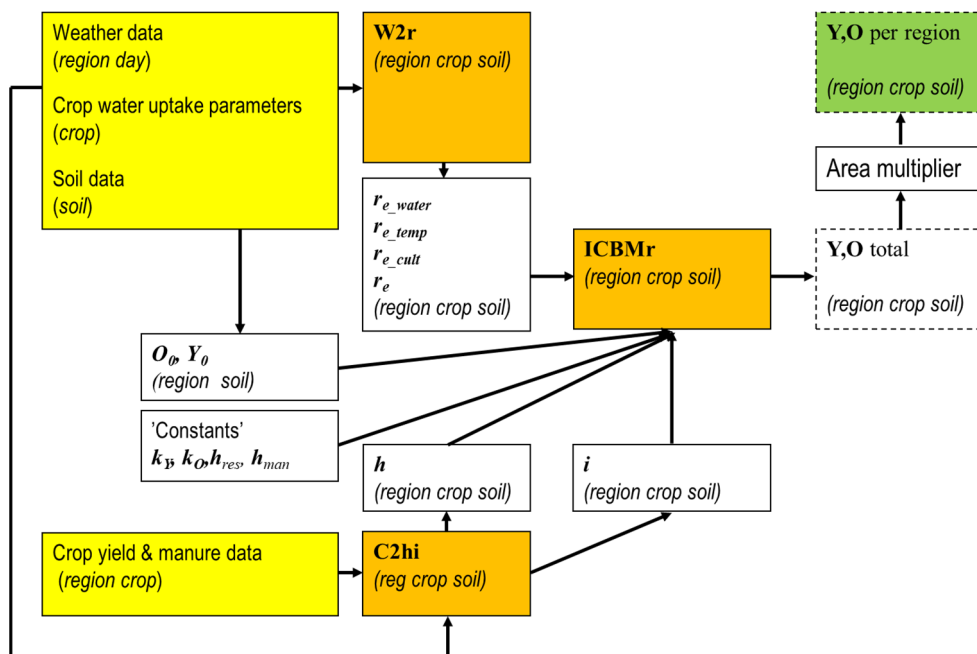 Weather data
(region day)
Crop water uptake parameters
(crop)
Soil data
(soil)
W2r
(region crop soil)
Y,O per region
(region crop soil)
Area multiplier
r_e_water
r_e_temp
r_e_cult
r_e
(region crop soil)
ICBMr
(region crop soil)
Y,O total
(region crop soil)
O_0, Y_0
(region soil)
'Constants'
k_Y, k_O, h_res, h_man
h
(region crop soil)
i
(region crop soil)
Crop yield & manure data
(region crop)
C2hi
(reg crop soil)